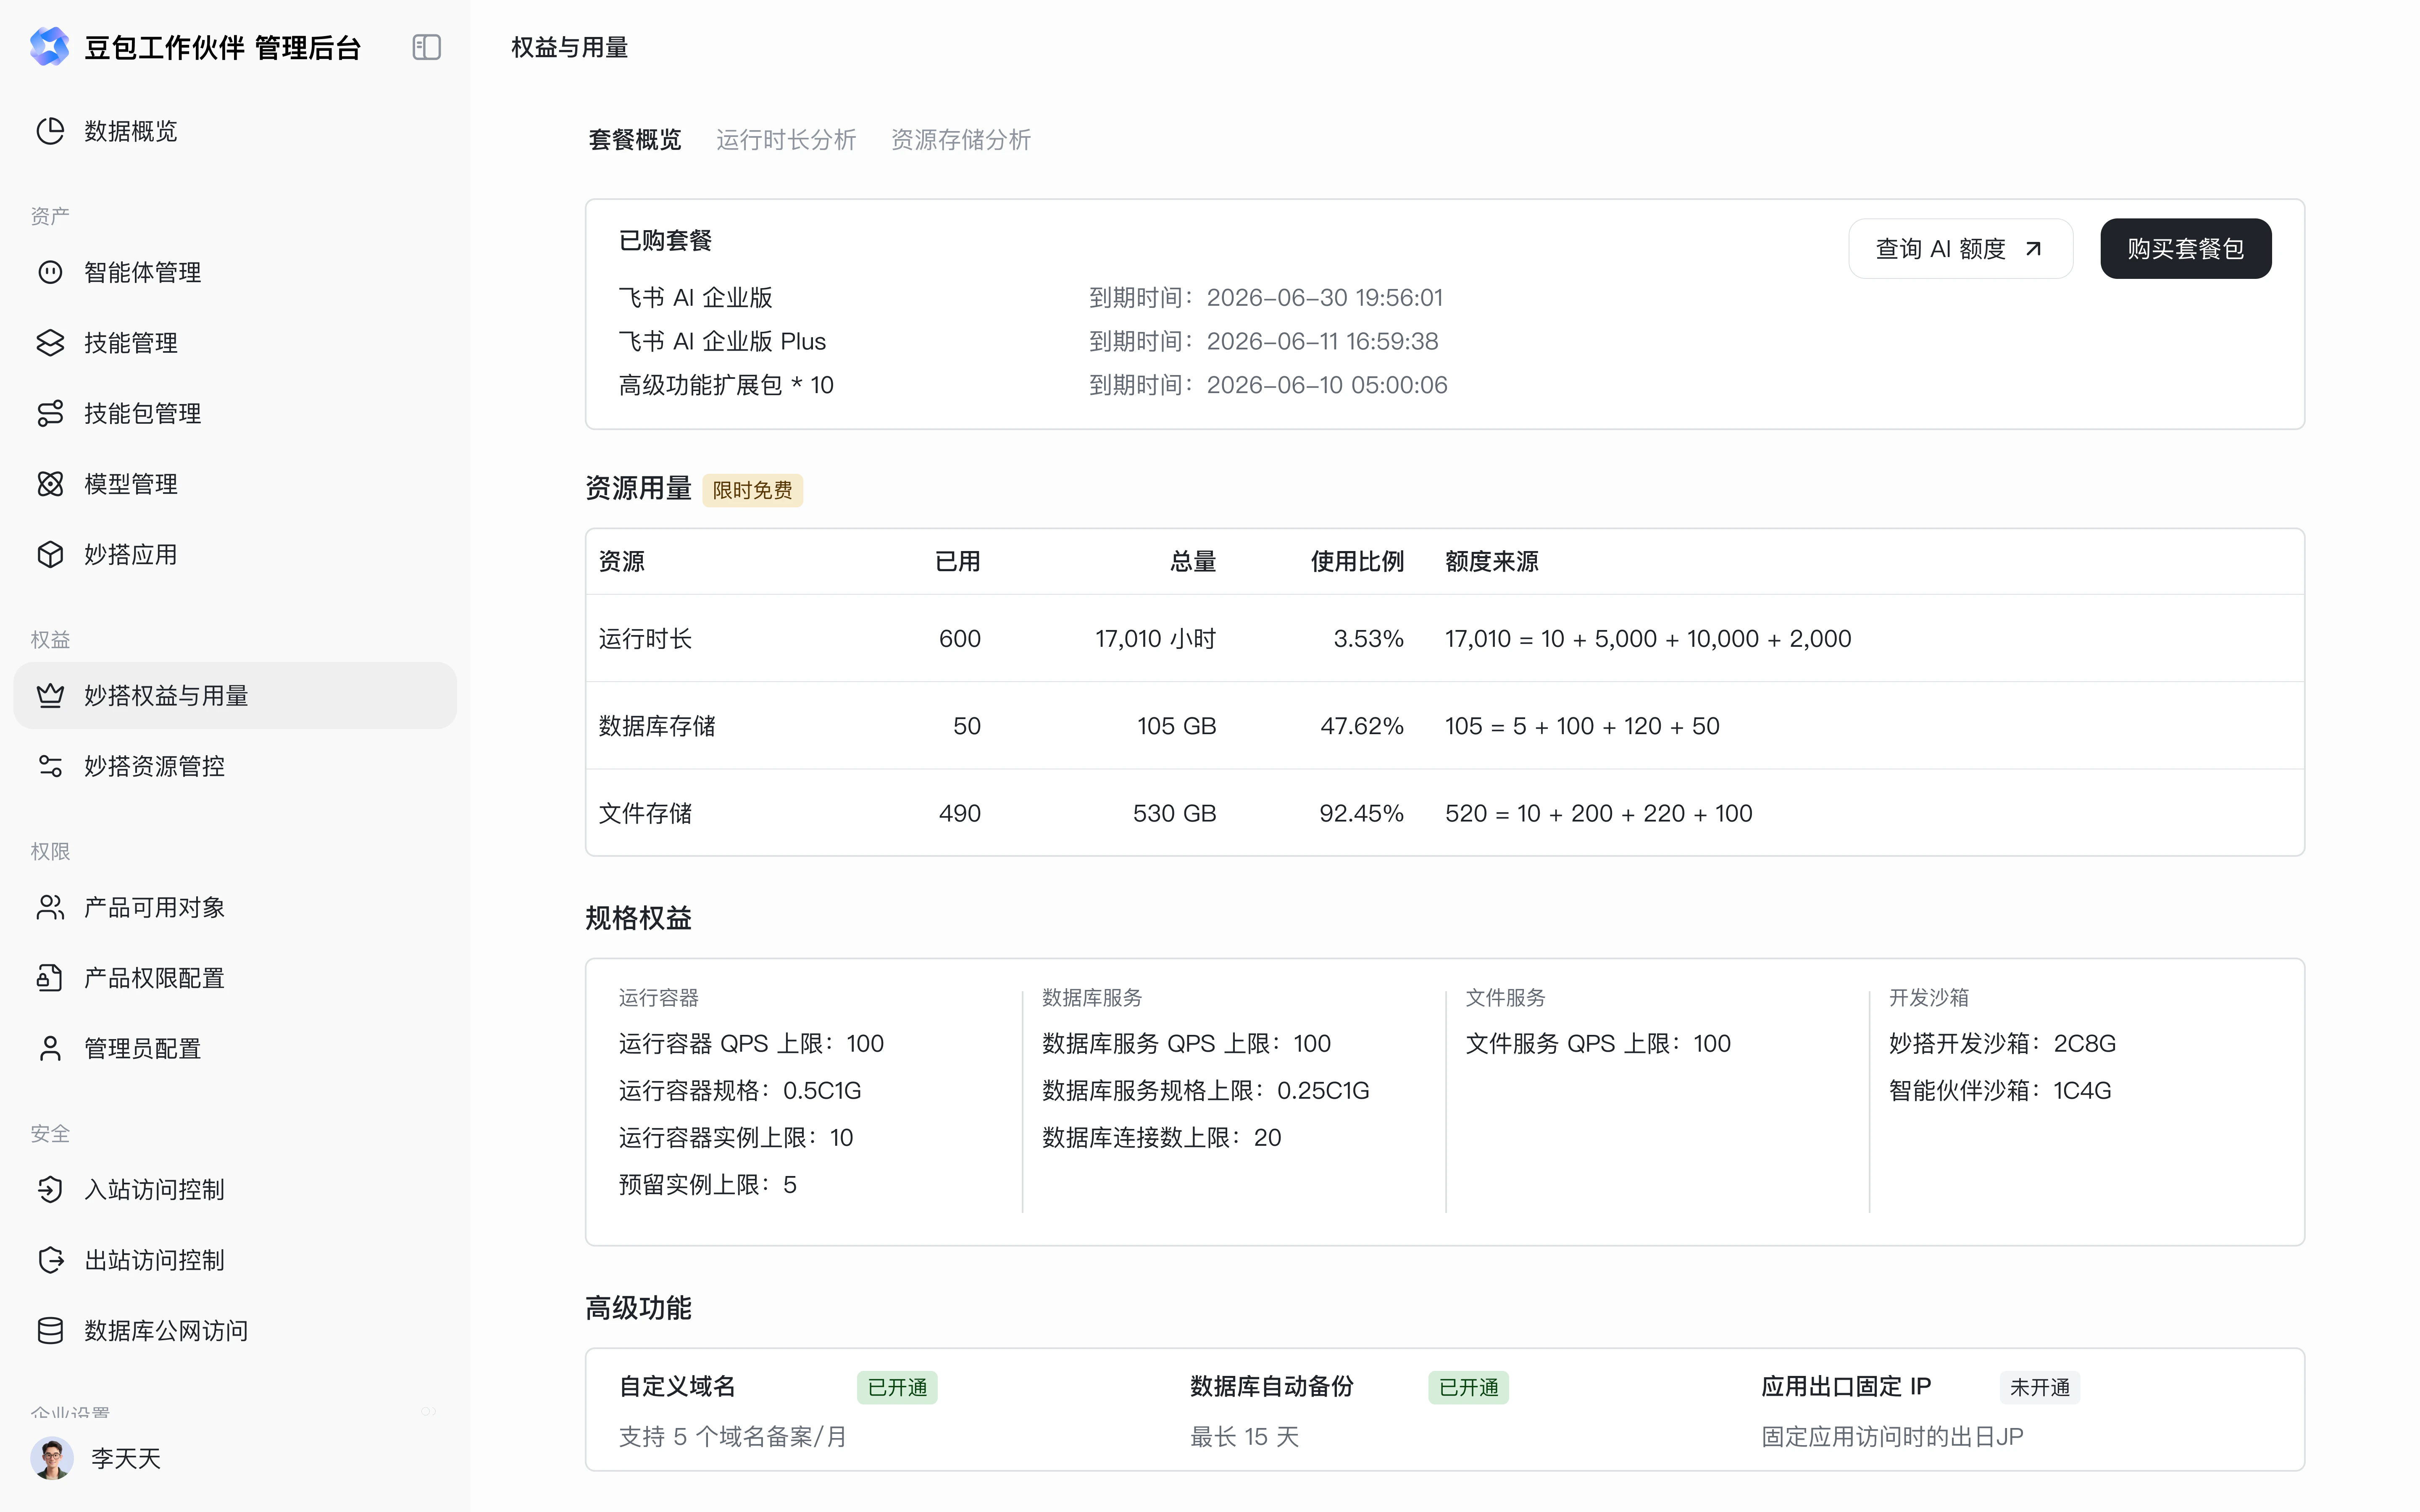 豆包工作伙伴 管理后台
数据概览
资产
智能体管理
技能管理
技能包管理
模型管理
妙搭应用
权益
妙搭权益与用量
妙搭资源管控
权限
产品可用对象
产品权限配置
管理员配置
安全
入站访问控制
出站访问控制
数据库公网访问
企业设置
李天天
权益与用量
套餐概览 运行时长分析 资源存储分析
已购套餐 查询 AI 额度 购买套餐包
飞书 AI 企业版 到期时间：2026-06-30 19:56:01
飞书 AI 企业版 Plus 到期时间：2026-06-11 16:59:38
高级功能扩展包 * 10 到期时间：2026-06-10 05:00:06
资源用量 限时免费
资源 已用 总量 使用比例 额度来源
运行时长 600 17,010 小时 3.53% 17,010 = 10 + 5,000 + 10,000 + 2,000
数据库存储 50 105 GB 47.62% 105 = 5 + 100 + 120 + 50
文件存储 490 530 GB 92.45% 520 = 10 + 200 + 220 + 100
规格权益
运行容器
运行容器 QPS 上限：100
运行容器规格：0.5C1G
运行容器实例上限：10
预留实例上限：5
数据库服务
数据库服务 QPS 上限：100
数据库服务规格上限：0.25C1G
数据库连接数上限：20
文件服务
文件服务 QPS 上限：100
开发沙箱
妙搭开发沙箱：2C8G
智能伙伴沙箱：1C4G
高级功能
自定义域名 已开通
支持 5 个域名备案/月
数据库自动备份 已开通
最长 15 天
应用出口固定 IP 未开通
固定应用访问时的出日JP